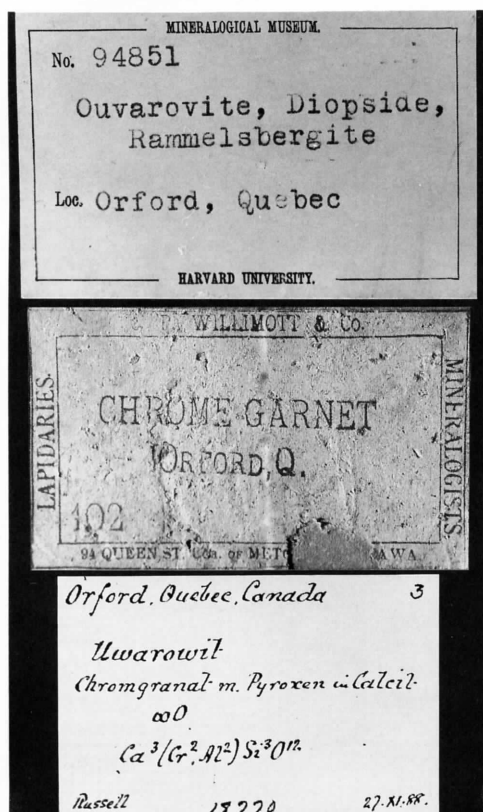 MINERALOGICAL MUSEUM.
No. 94851
Ouvarovite, Diopside,
Rammelsbergite
Loc. Orford, Quebec
HARVARD UNIVERSITY.
WILLIMOTT & Co.
LAPIDARIES.
CHROME GARNET
ORFORD, Q.
102
MINERALOGISTS.
94 QUEEN ST. OF
Orford, Quebec, Canada 3
Uwarowit
Chromgranat m. Pyroxen in Calcit
∞O
Ca³(Cr²,Al²)Si³O¹².
Russell 27.XI.88.